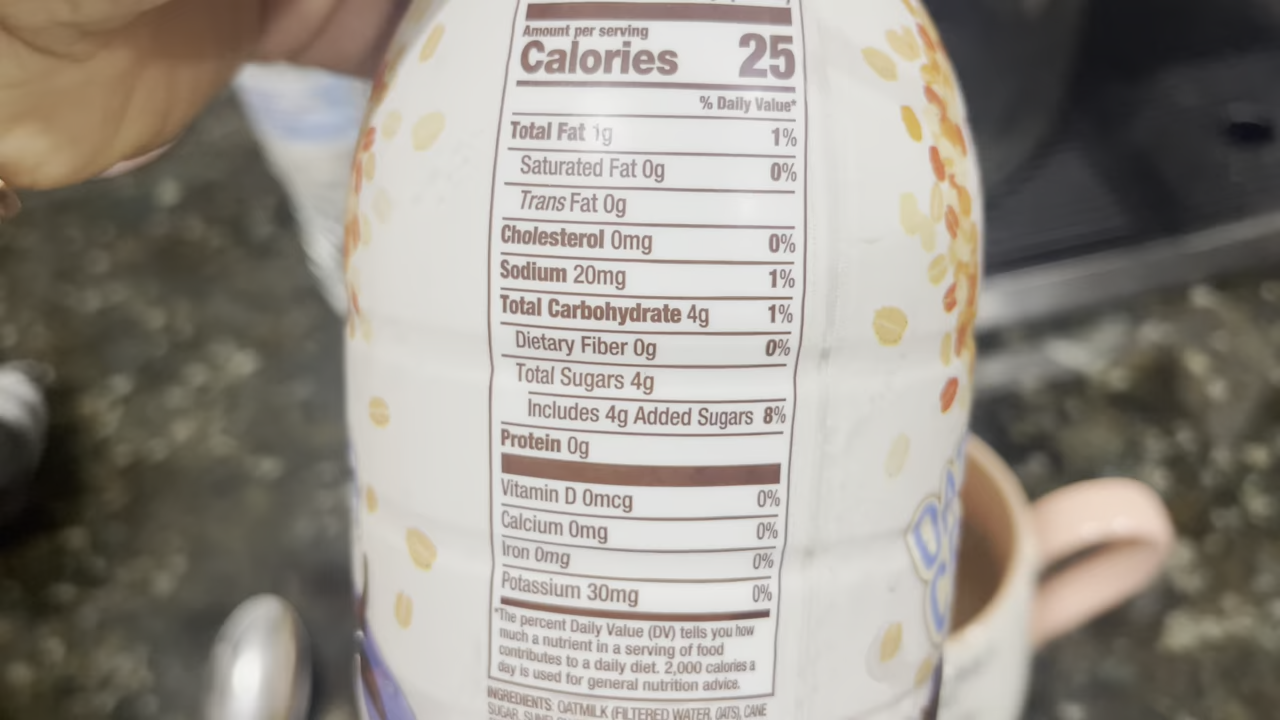 Amount per serving
Calories 25
% Daily Value*
Total Fat 1g 1%
Saturated Fat 0g 0%
Trans Fat 0g
Cholesterol 0mg 0%
Sodium 20mg 1%
Total Carbohydrate 4g 1%
Dietary Fiber 0g 0%
Total Sugars 4g
Includes 4g Added Sugars 8%
Protein 0g
Vitamin D 0mcg 0%
Calcium 0mg 0%
Iron 0mg 0%
Potassium 30mg 0%
*The percent Daily Value (DV) tells you how
much a nutrient in a serving of food
contributes to a daily diet. 2,000 calories a
day is used for general nutrition advice.
INGREDIENTS: OATMILK (FILTERED WATER, OATS), CANE
SUGAR,